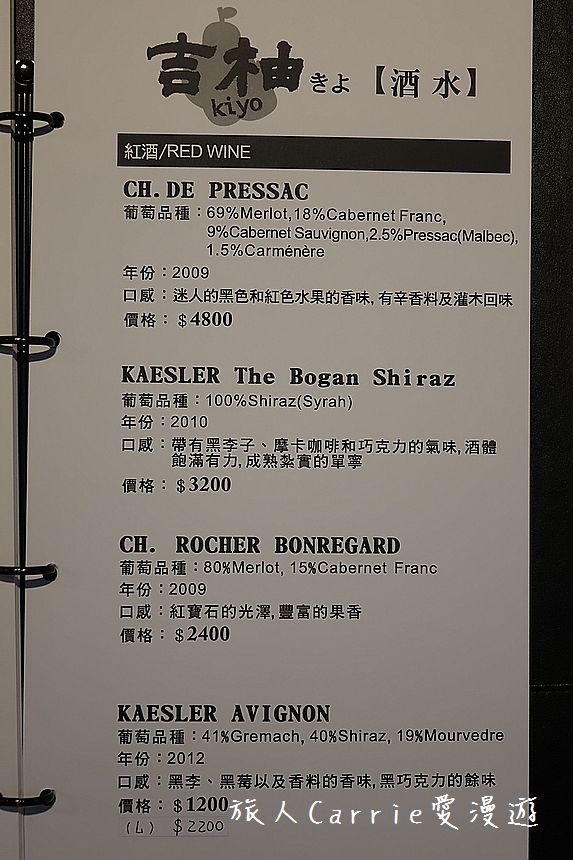 吉柚 きよ 【酒 水】
kiyo
紅酒/RED WINE
CH. DE PRESSAC
葡萄品種：69%Merlot,18%Cabernet Franc,
9%Cabernet Sauvignon,2.5%Pressac(Malbec),
1.5%Carménère
年份：2009
口感：迷人的黑色和紅色水果的香味,有辛香料及灌木回味
價格：$4800
KAESLER The Bogan Shiraz
葡萄品種：100%Shiraz(Syrah)
年份：2010
口感：帶有黑李子、摩卡咖啡和巧克力的氣味,酒體
飽滿有力,成熟紮實的單寧
價格：$3200
CH. ROCHER BONREGARD
葡萄品種：80%Merlot, 15%Cabernet Franc
年份：2009
口感：紅寶石的光澤,豐富的果香
價格：$2400
KAESLER AVIGNON
葡萄品種：41%Gremach, 40%Shiraz, 19%Mourvedre
年份：2012
口感：黑李、黑莓以及香料的香味,黑巧克力的餘味
價格：$1200
(L) $2200
旅人Carrie愛漫遊